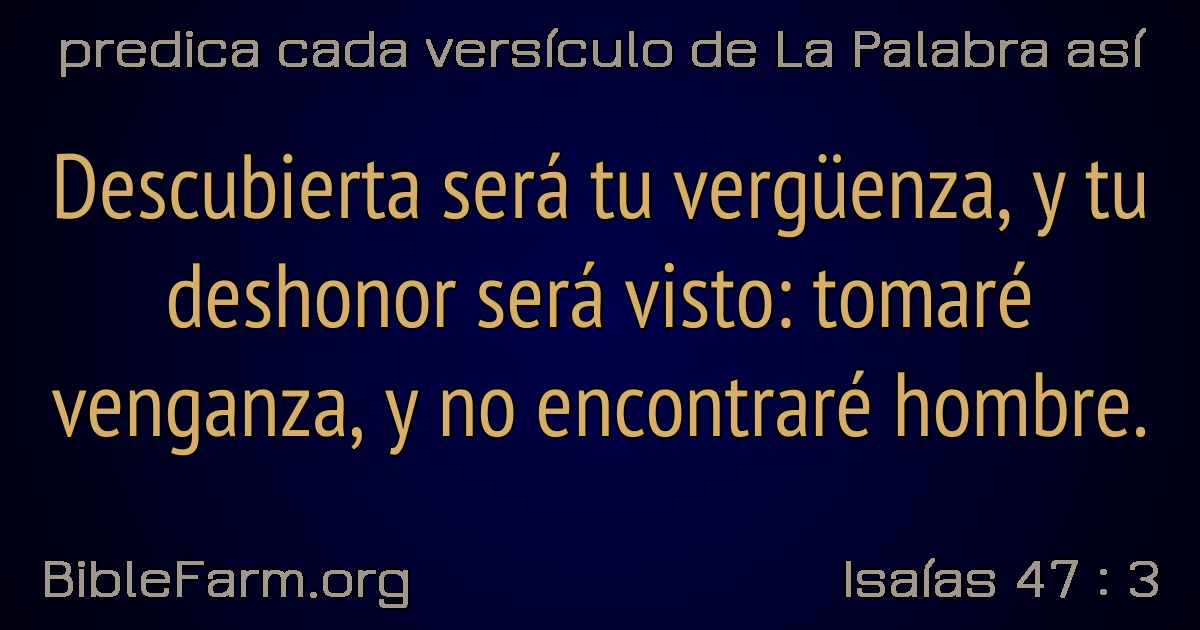 predica cada versículo de La Palabra así
Descubierta será tu vergüenza, y tu
deshonor será visto: tomaré
venganza, y no encontraré hombre.
BibleFarm.org
Isaías 47 : 3